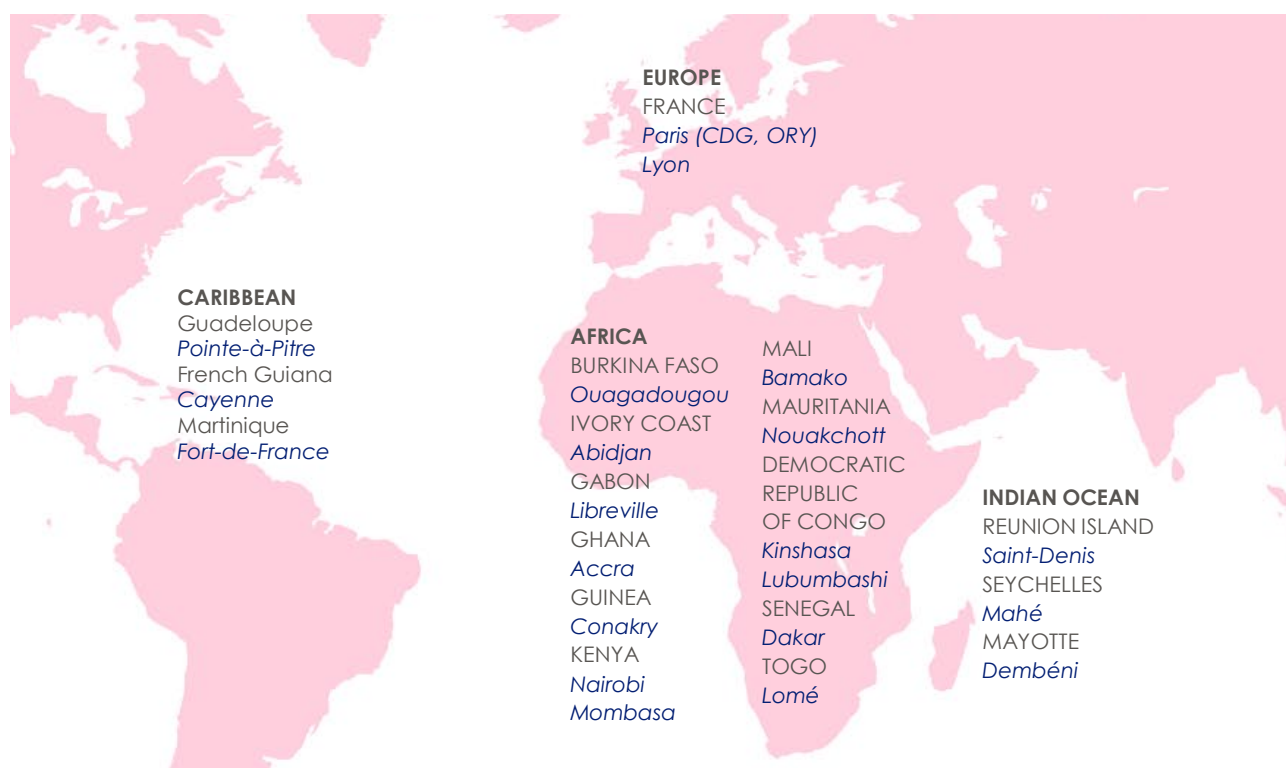 EUROPE
FRANCE
Paris (CDG, ORY)
Lyon
CARIBBEAN
Guadeloupe
Pointe-à-Pitre
French Guiana
Cayenne
Martinique
Fort-de-France
AFRICA
BURKINA FASO
Ouagadougou
IVORY COAST
Abidjan
GABON
Libreville
GHANA
Accra
GUINEA
Conakry
KENYA
Nairobi
Mombasa
MALI
Bamako
MAURITANIA
Nouakchott
DEMOCRATIC
REPUBLIC
OF CONGO
Kinshasa
Lubumbashi
SENEGAL
Dakar
TOGO
Lomé
INDIAN OCEAN
REUNION ISLAND
Saint-Denis
SEYCHELLES
Mahé
MAYOTTE
Dembéni